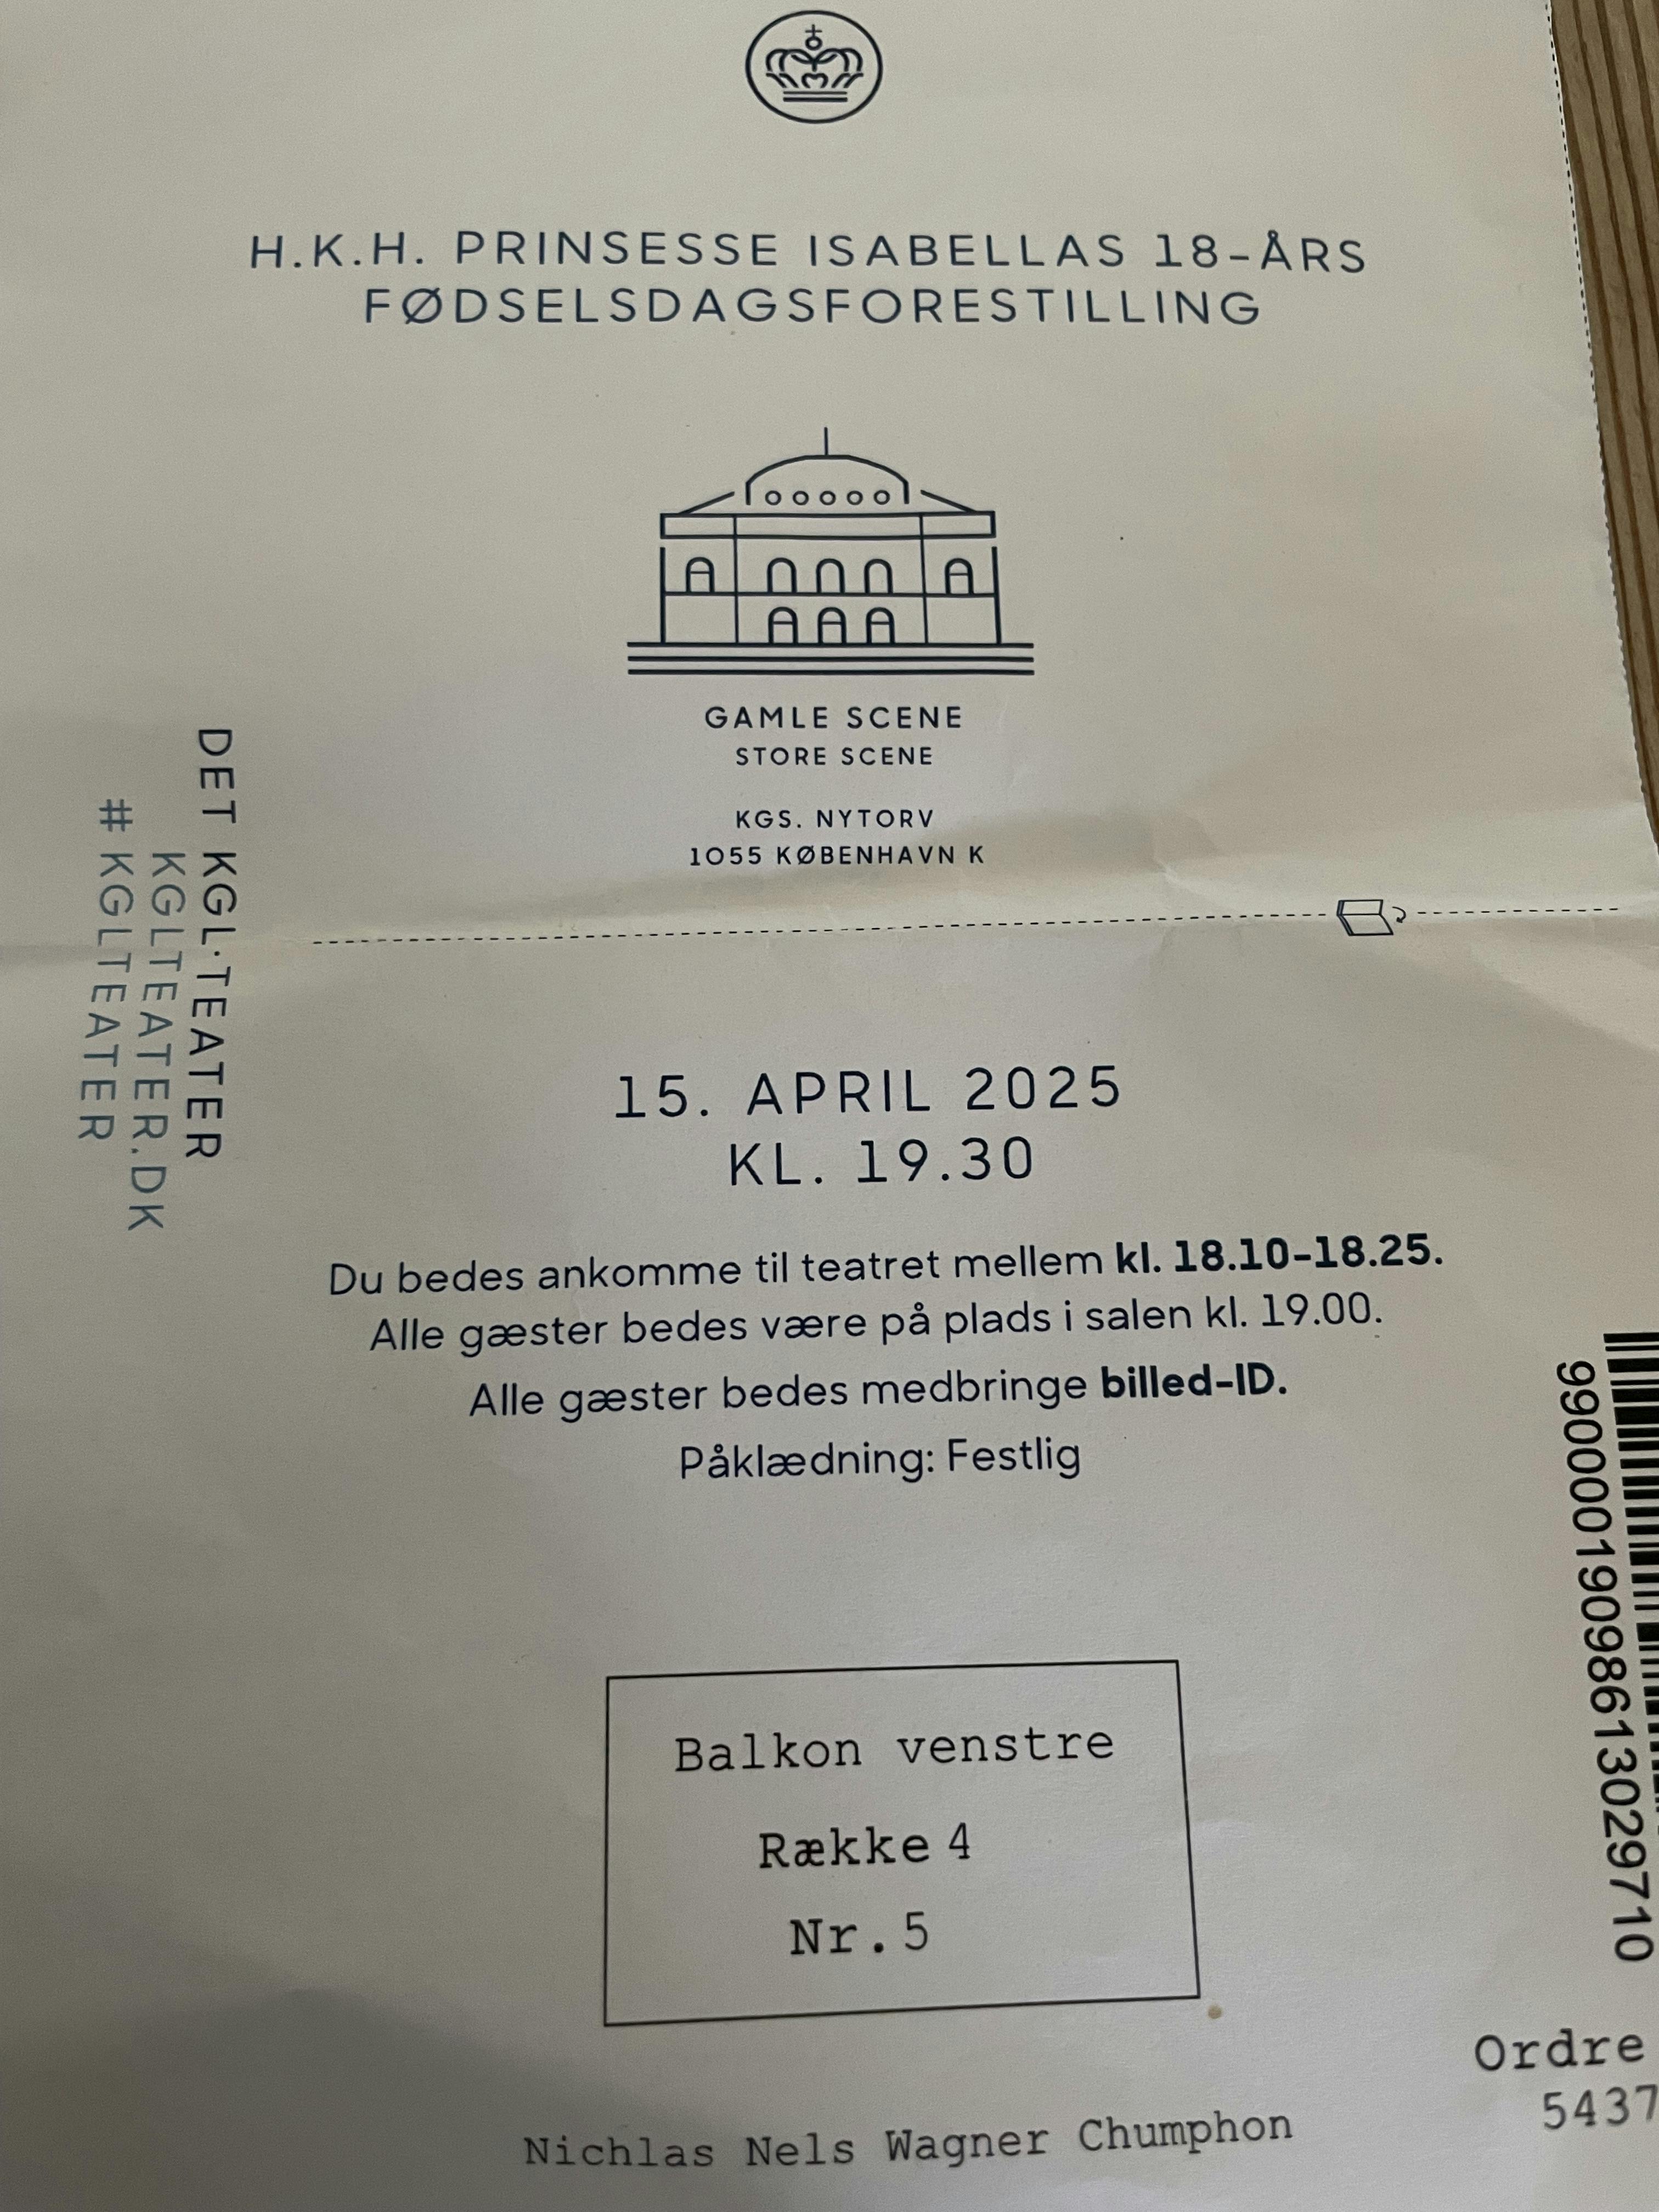 H.K.H. PRINSESSE ISABELLAS 18-ÅRS
FØDSELSDAGSFORESTILLING
GAMLE SCENE
STORE SCENE
KGS. NYTORV
1055 KØBENHAVN K
DET KGL·TEATER
KGLTEATER.DK
# KGLTEATER
15. APRIL 2025
KL. 19.30
Du bedes ankomme til teatret mellem kl. 18.10-18.25.
Alle gæster bedes være på plads i salen kl. 19.00.
Alle gæster bedes medbringe billed-ID.
Påklædning: Festlig
Balkon venstre
Række 4
Nr. 5
99000019098613029710
Ordre
5437
Nichlas Nels Wagner Chumphon